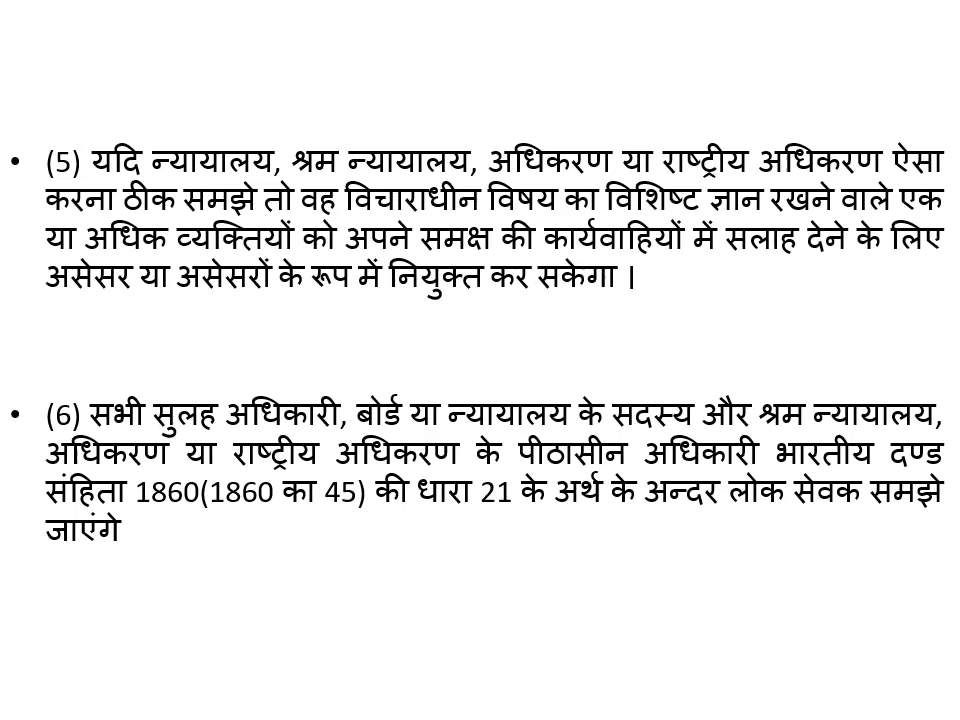 • (5) यदि न्यायालय, श्रम न्यायालय, अधिकरण या राष्ट्रीय अधिकरण ऐसा
करना ठीक समझे तो वह विचाराधीन विषय का विशिष्ट ज्ञान रखने वाले एक
या अधिक व्यक्तियों को अपने समक्ष की कार्यवाहियों में सलाह देने के लिए
असेसर या असेसरों के रूप में नियुक्त कर सकेगा ।
• (6) सभी सुलह अधिकारी, बोर्ड या न्यायालय के सदस्य और श्रम न्यायालय,
अधिकरण या राष्ट्रीय अधिकरण के पीठासीन अधिकारी भारतीय दण्ड
संहिता 1860(1860 का 45) की धारा 21 के अर्थ के अन्दर लोक सेवक समझे
जाएंगे